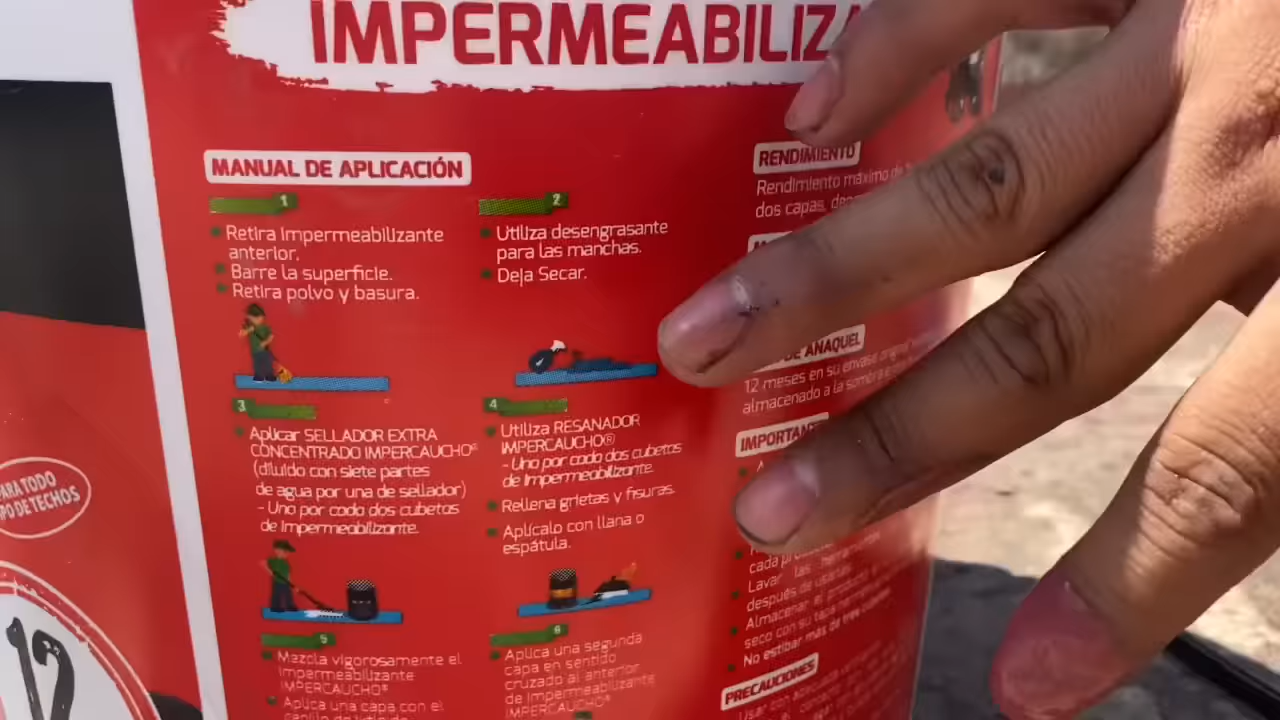 IMPERMEABILIZA
MANUAL DE APLICACIÓN
1
Retira impermeabilizante
anterior.
Barre la superficie.
Retira polvo y basura.
2
Utiliza desengrasante
para las manchas.
Deja Secar.
3
Aplicar SELLADOR EXTRA
CONCENTRADO IMPERCAUCHO®
(diluido con siete partes
de agua por una de sellador)
- Uno por cada dos cubetas
de Impermeabilizante.
4
Utiliza RESANADOR
IMPERCAUCHO®
- Uno por cada dos cubetas
de Impermeabilizante.
Rellena grietas y fisuras.
Aplícalo con llana o
espátula.
5
Mezcla vigorosamente el
impermeabilizante
IMPERCAUCHO®
Aplica una capa con el
6
Aplica una segunda
capa en sentido
cruzado al anterior
de Impermeabilizante
IMPERCAUCHO®
RENDIMIENTO
Rendimiento máximo de
dos capas,
DE ANAQUEL
12 meses en su envase
almacenado a la sombra
IMPORTANTE
cada
Lavar las
después de
Almacenar el producto
seco con su tapa
No estibar más de tres
PRECAUCIONES
Usar con
PARA TODO
TIPO DE TECHOS
12